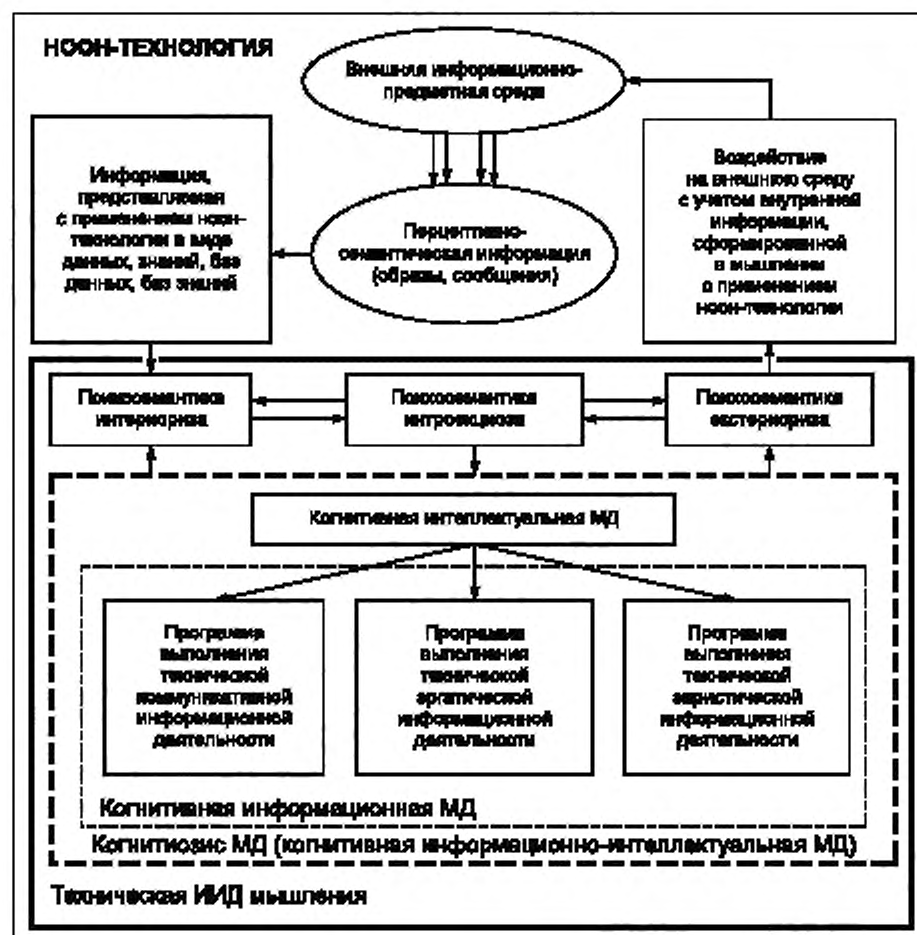 НООН-ТЕХНОЛОГИЯ
Внешняя информационно-
предметная среда
Информация,
представляемая
с применением ноон-
технологии в виде
данных, знаний, баз
данных, баз знаний
Перцептивно-
семантическая информация
(образы, сообщения)
Воздействие
на внешнюю среду
с учетом внутренней
информации,
сформированной
в мышлении
с применением
ноон-технологии
Психосемантика
интериориза
Психосемантика
интроециоза
Психосемантика
экстериориза
Когнитивная интеллектуальная МД
Программа
выполнения
технической
коммуникативной
информационной
деятельности
Программа
выполнения
технической
эргатической
информационной
деятельности
Программа
выполнения
технической
эвристической
информационной
деятельности
Когнитивная информационная МД
Когнитиозис МД (когнитивная информационно-интеллектуальная МД)
Техническая ИИД мышления